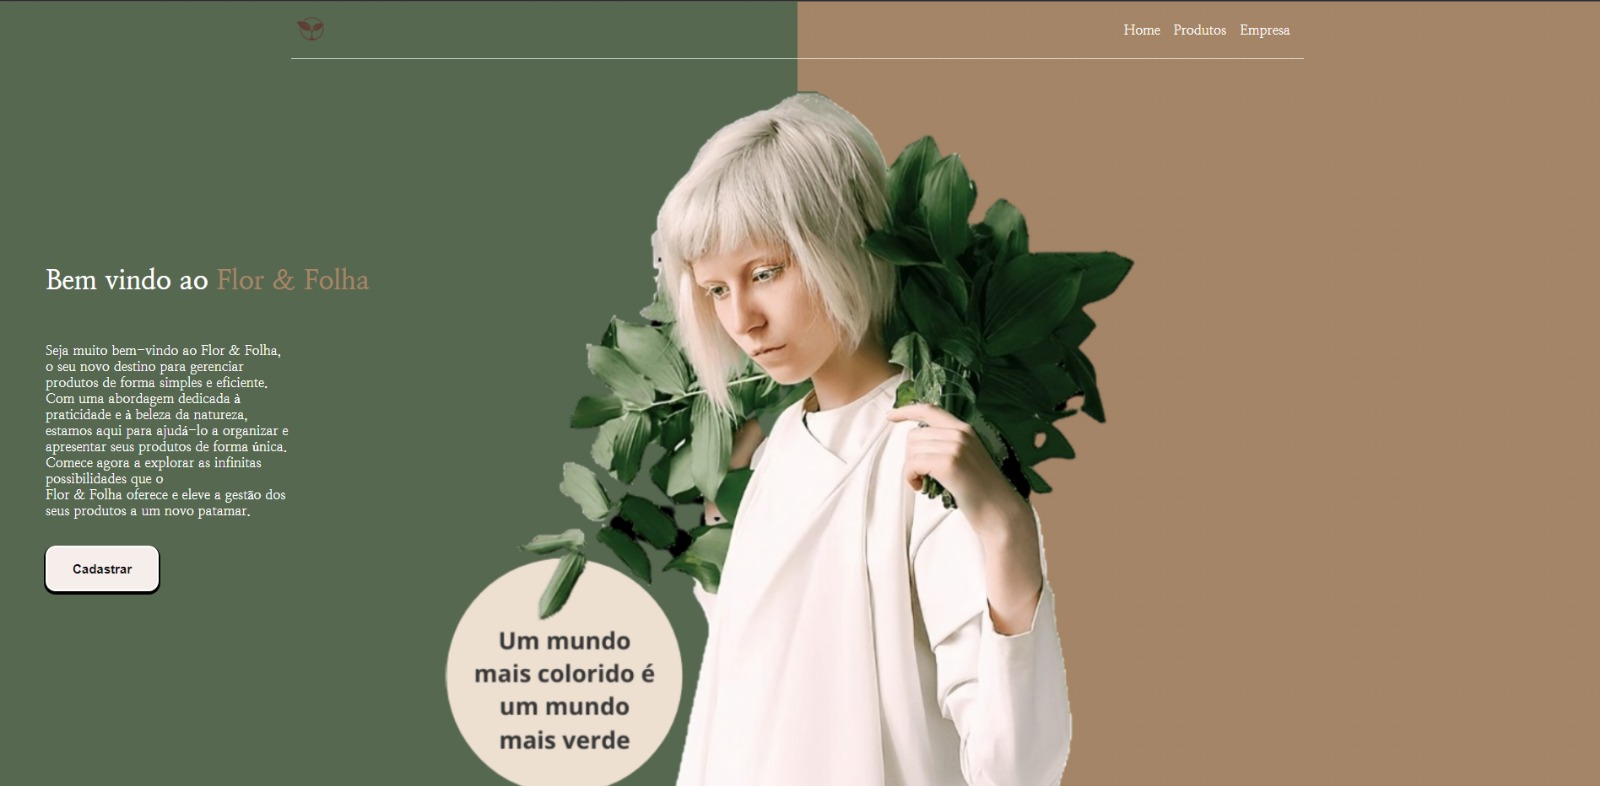 Home Produtos Empresa
Bem vindo ao Flor & Folha
Seja muito bem-vindo ao Flor & Folha,
o seu novo destino para gerenciar
produtos de forma simples e eficiente.
Com uma abordagem dedicada à
praticidade e à beleza da natureza,
estamos aqui para ajudá-lo a organizar e
apresentar seus produtos de forma única.
Comece agora a explorar as infinitas
possibilidades que o
Flor & Folha oferece e eleve a gestão dos
seus produtos a um novo patamar.
Cadastrar
Um mundo
mais colorido é
um mundo
mais verde